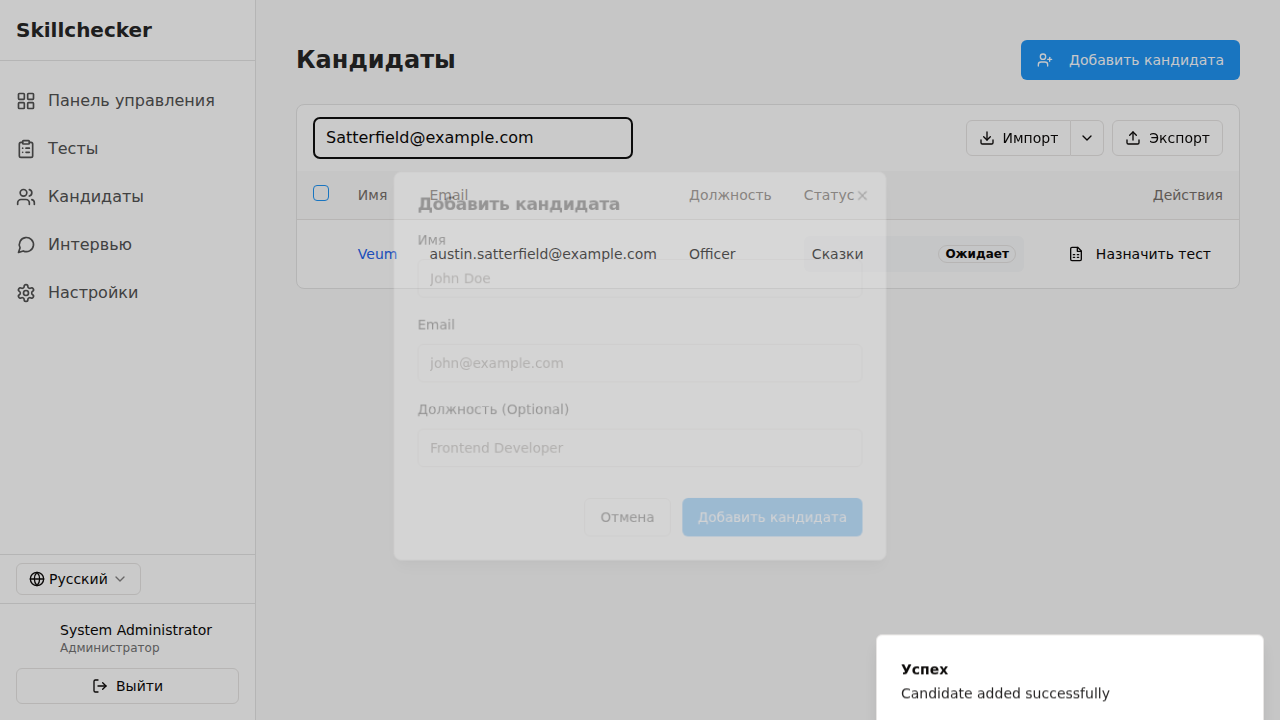 Skillchecker
Панель управления
Тесты
Кандидаты
Интервью
Настройки
Русский
System Administrator
Администратор
Выйти
Кандидаты
Добавить кандидата
Satterfield@example.com
Импорт
Экспорт
Имя Email Должность Статус Действия
Veum austin.satterfield@example.com Officer Сказки Ожидает Назначить тест
Добавить кандидата
Имя
John Doe
Email
john@example.com
Должность (Optional)
Frontend Developer
Отмена Добавить кандидата
Успех
Candidate added successfully